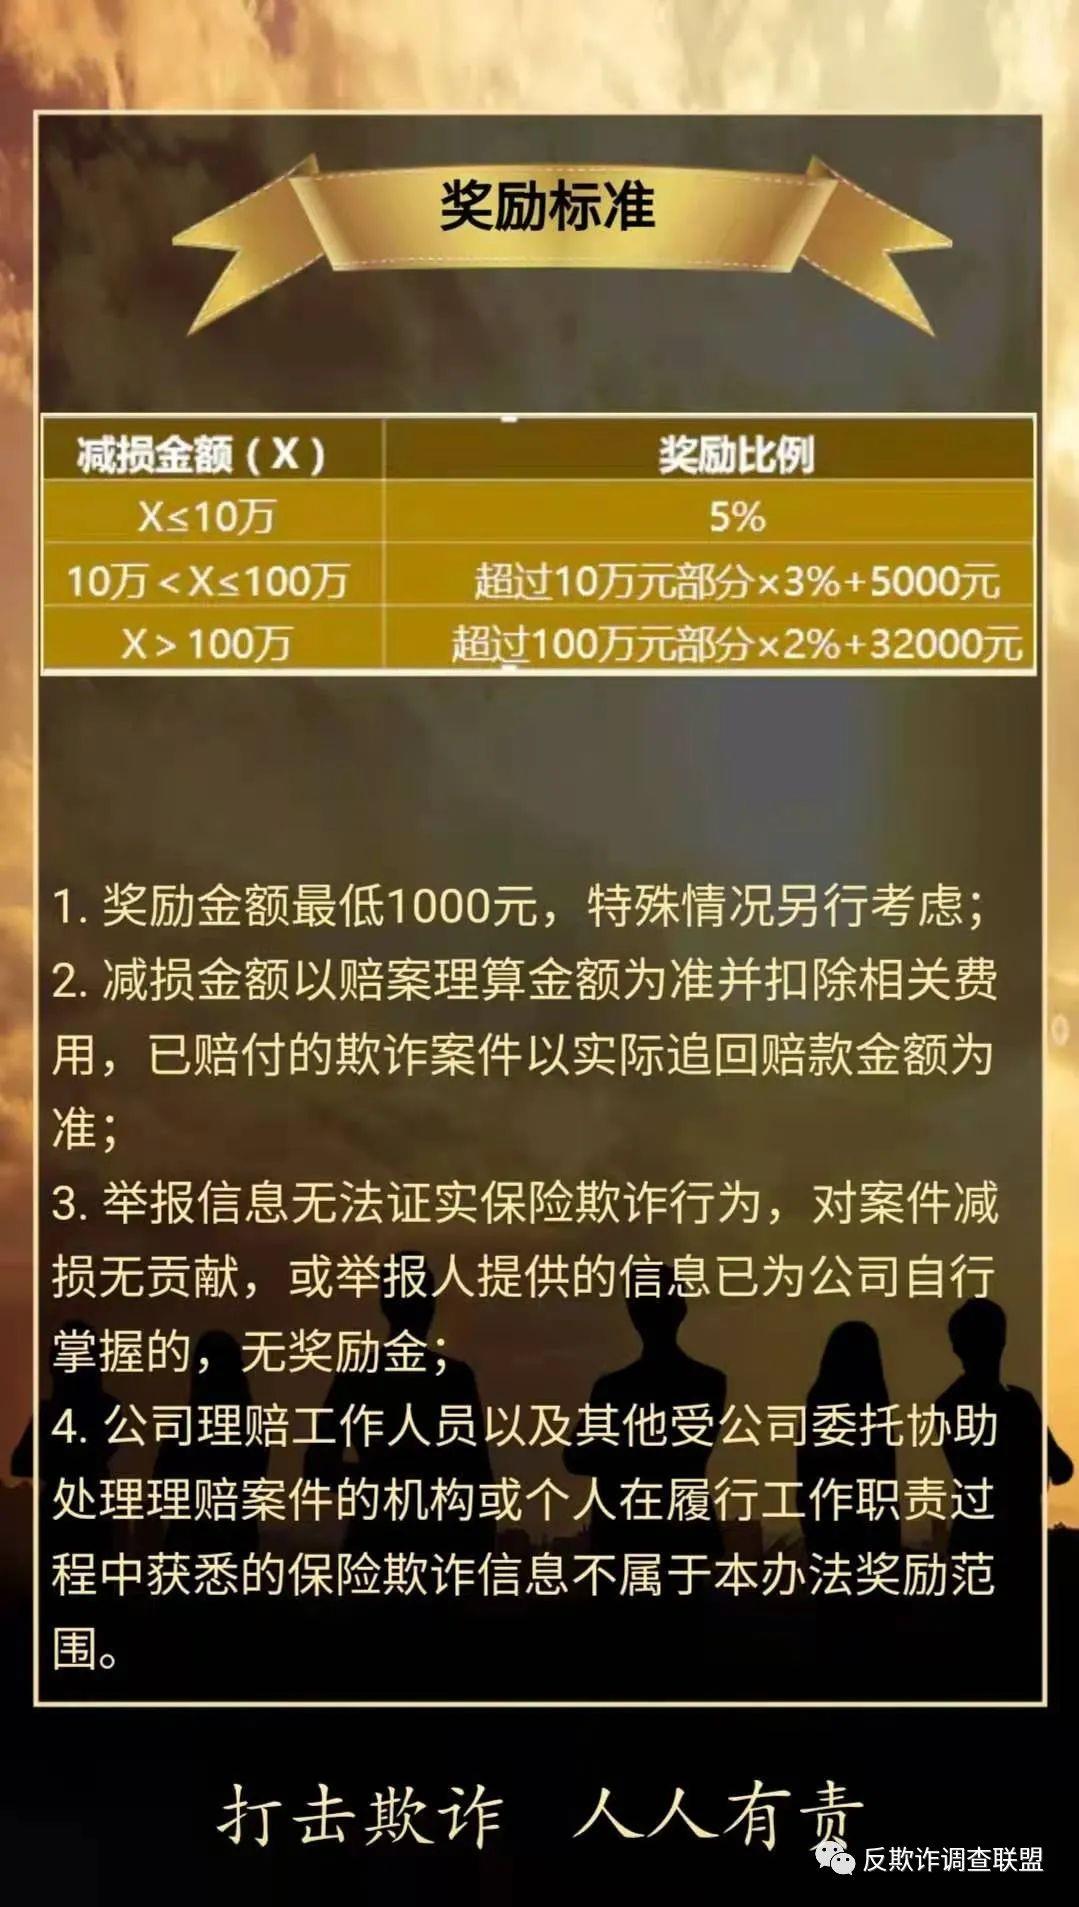 奖励标准
减损金额（X） 奖励比例
X≤10万 5%
10万＜X≤100万 超过10万元部分×3%+5000元
X＞100万 超过100万元部分×2%+32000元
1. 奖励金额最低1000元，特殊情况另行考虑；
2. 减损金额以赔案理算金额为准并扣除相关费
用，已赔付的欺诈案件以实际追回赔款金额为
准；
3. 举报信息无法证实保险欺诈行为，对案件减
损无贡献，或举报人提供的信息已为公司自行
掌握的，无奖励金；
4. 公司理赔工作人员以及其他受公司委托协助
处理理赔案件的机构或个人在履行工作职责过
程中获悉的保险欺诈信息不属于本办法奖励范
围。
打击欺诈 人人有责
反欺诈调查联盟